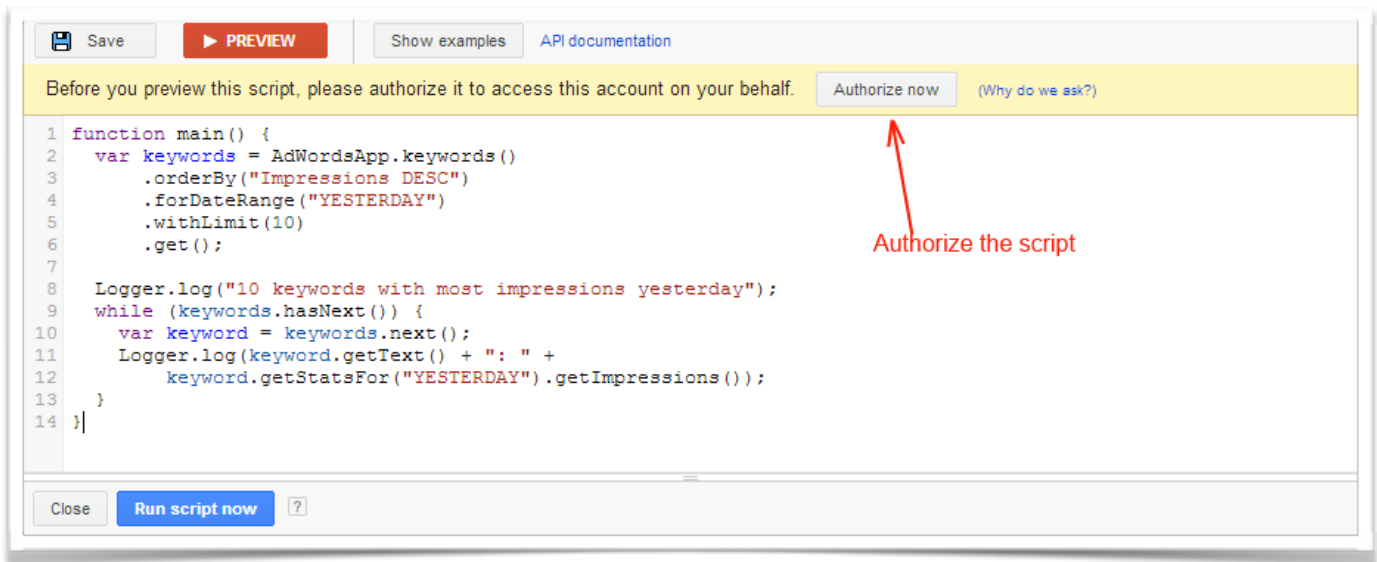 Save PREVIEW Show examples API documentation
Before you preview this script, please authorize it to access this account on your behalf. Authorize now (Why do we ask?)
1 function main() {
2 var keywords = AdWordsApp.keywords()
3 .orderBy("Impressions DESC")
4 .forDateRange("YESTERDAY")
5 .withLimit(10)
6 .get();
7
8 Logger.log("10 keywords with most impressions yesterday");
9 while (keywords.hasNext()) {
10 var keyword = keywords.next();
11 Logger.log(keyword.getText() + ": " +
12 keyword.getStatsFor("YESTERDAY").getImpressions());
13 }
14 }
Authorize the script
Close Run script now ?